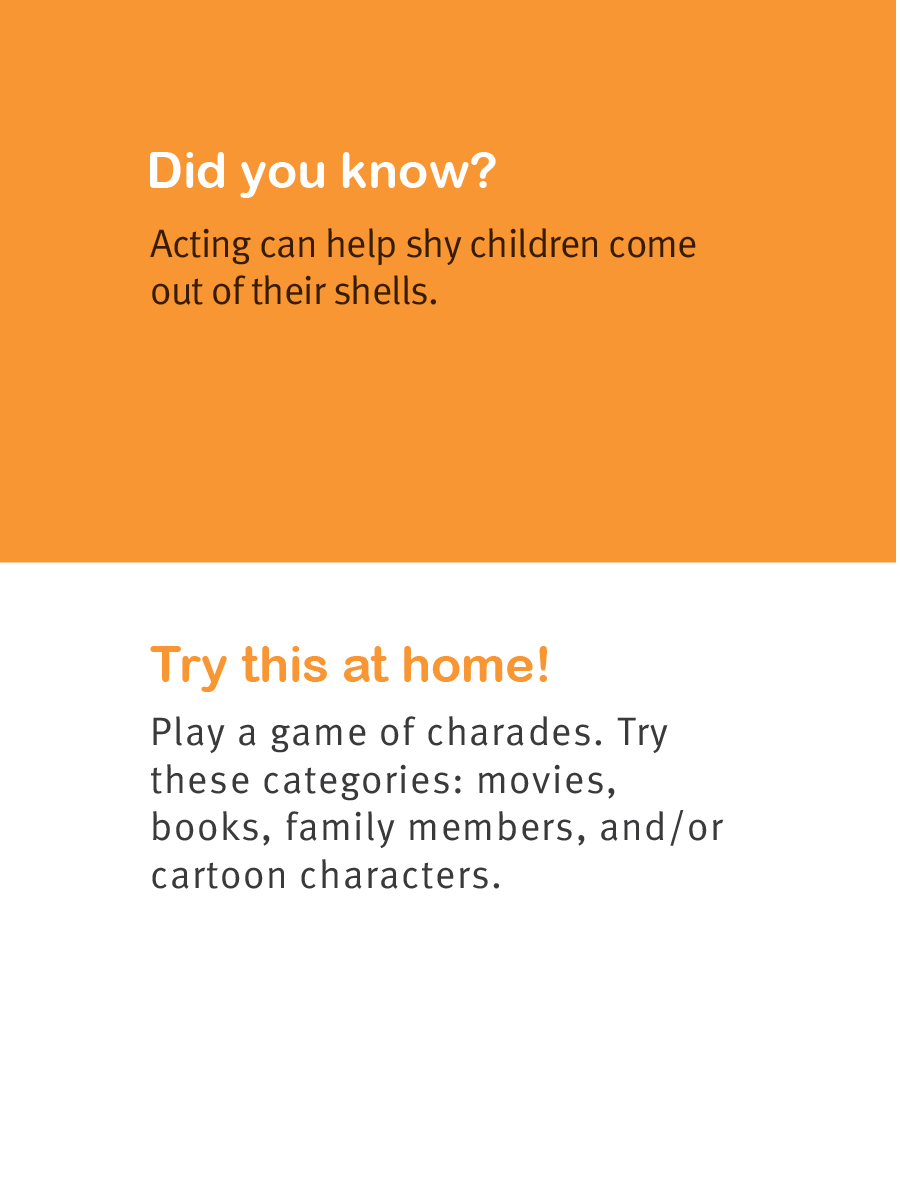 Did you know?
Acting can help shy children come
out of their shells.
Try this at home!
Play a game of charades. Try
these categories: movies,
books, family members, and/or
cartoon characters.